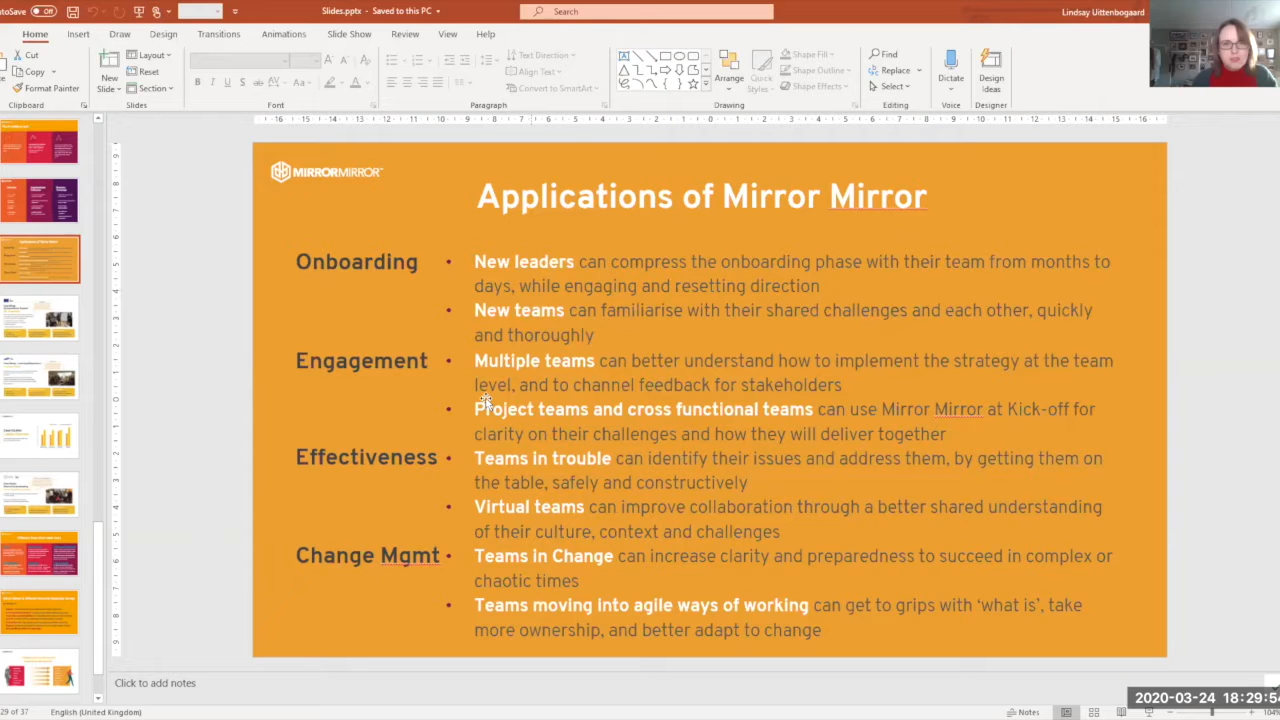 AutoSave Off Slides.pptx - Saved to this PC Search Lindsay Uittenbogaard
Home Insert Draw Design Transitions Animations Slide Show Review View Help
Cut
Copy
Format Painter
Clipboard
New
Slide
Layout
Reset
Section
Slides
Font
Text Direction
Align Text
Convert to SmartArt
Paragraph
Arrange
Quick
Styles
Shape Fill
Shape Outline
Shape Effects
Drawing
Find
Replace
Select
Editing
Dictate
Voice
Design
Ideas
Designer
MIRRORMIRROR™
Applications of Mirror Mirror
Onboarding • New leaders can compress the onboarding phase with their team from months to
days, while engaging and resetting direction
• New teams can familiarise with their shared challenges and each other, quickly
and thoroughly
Engagement • Multiple teams can better understand how to implement the strategy at the team
level, and to channel feedback for stakeholders
• Project teams and cross functional teams can use Mirror Mirror at Kick-off for
clarity on their challenges and how they will deliver together
Effectiveness • Teams in trouble can identify their issues and address them, by getting them on
the table, safely and constructively
• Virtual teams can improve collaboration through a better shared understanding
of their culture, context and challenges
Change Mgmt • Teams in Change can increase clarity and preparedness to succeed in complex or
chaotic times
• Teams moving into agile ways of working can get to grips with ‘what is’, take
more ownership, and better adapt to change
Click to add notes
2020-03-24 18:29:54
29 of 37 English (United Kingdom) Notes 104%